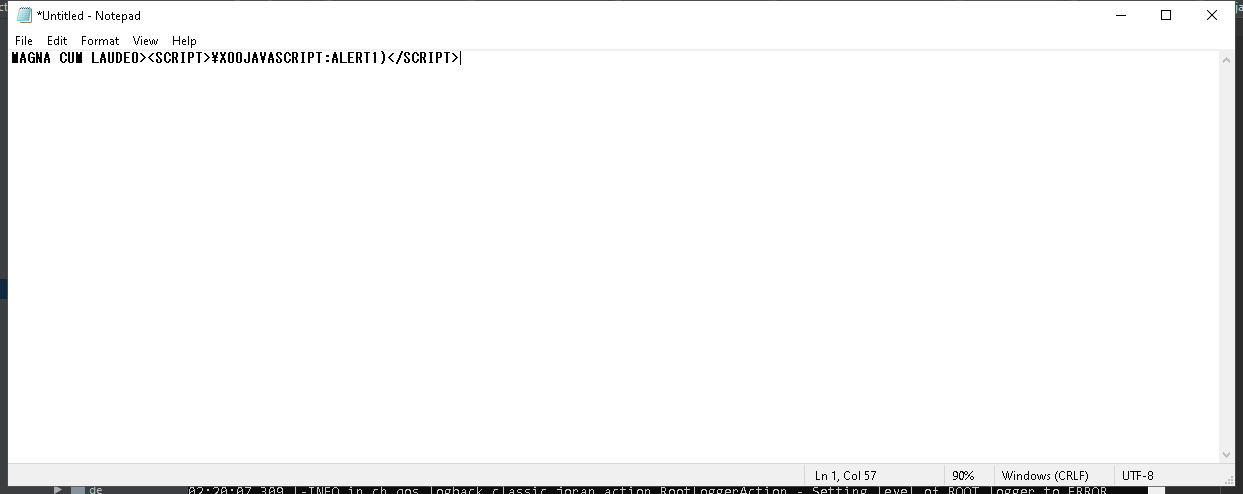 *Untitled - Notepad
File Edit Format View Help
MAGNA CUM LAUDEO><SCRIPT>¥X00JAVASCRIPT:ALERT1)</SCRIPT>
Ln 1, Col 57 90% Windows (CRLF) UTF-8
de 02:20:07,309 |-INFO in ch.qos.logback.classic.joran.action.RootLoggerAction - Setting level of ROOT logger to ERROR